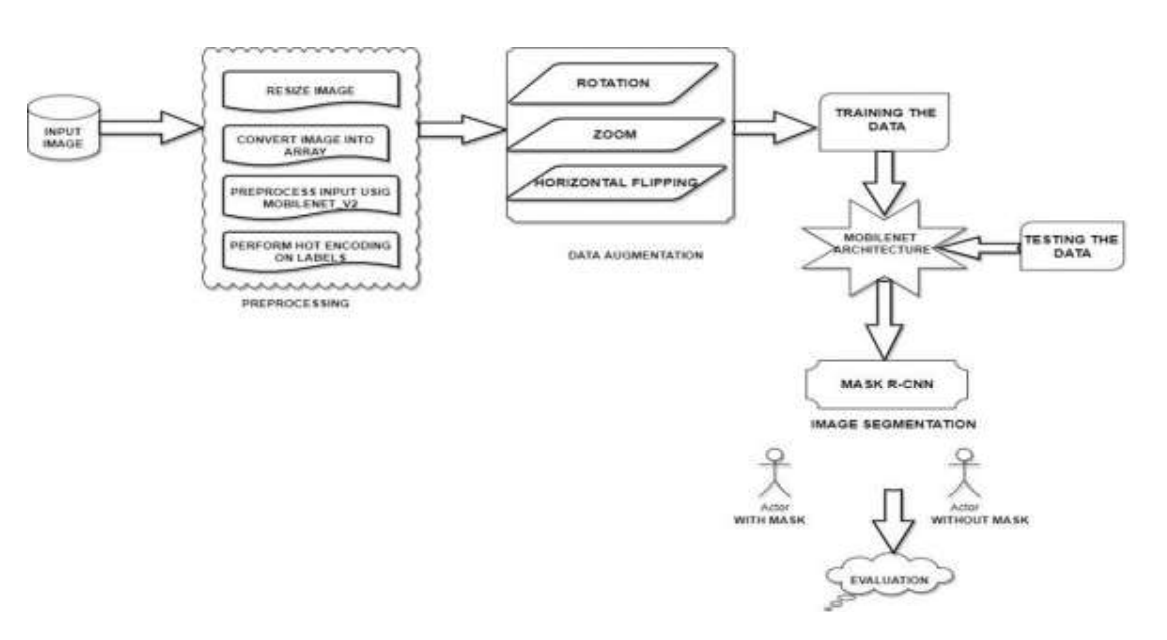 INPUT
IMAGE
RESIZE IMAGE
CONVERT IMAGE INTO
ARRAY
PREPROCESS INPUT USIG
MOBILENET_V2
PERFORM HOT ENCODING
ON LABELS
PREPROCESSING
ROTATION
ZOOM
HORIZONTAL FLIPPING
DATA AUGMENTATION
TRAINING THE
DATA
MOBILENET
ARCHITECTURE
TESTING THE
DATA
MASK R-CNN
IMAGE SEGMENTATION
Actor
WITH MASK
Actor
WITHOUT MASK
EVALUATION